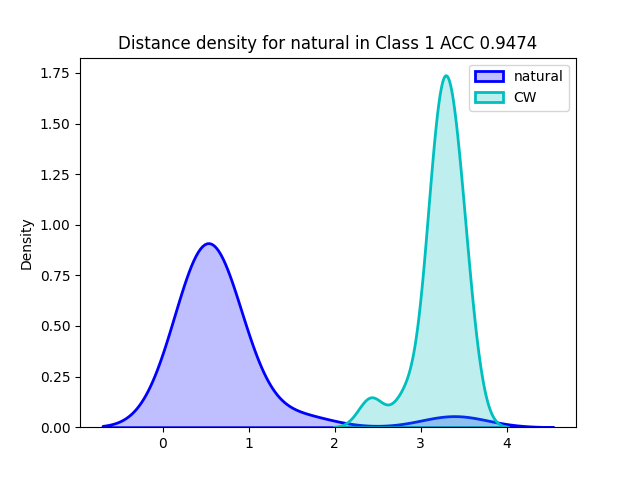 Distance density for natural in Class 1 ACC 0.9474
natural
CW
Density
1.75
1.50
1.25
1.00
0.75
0.50
0.25
0.00
0 1 2 3 4